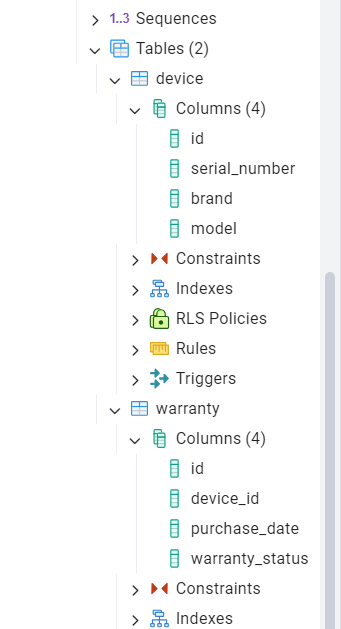 1..3 Sequences
Tables (2)
device
Columns (4)
id
serial_number
brand
model
Constraints
Indexes
RLS Policies
Rules
Triggers
warranty
Columns (4)
id
device_id
purchase_date
warranty_status
Constraints
Indexes